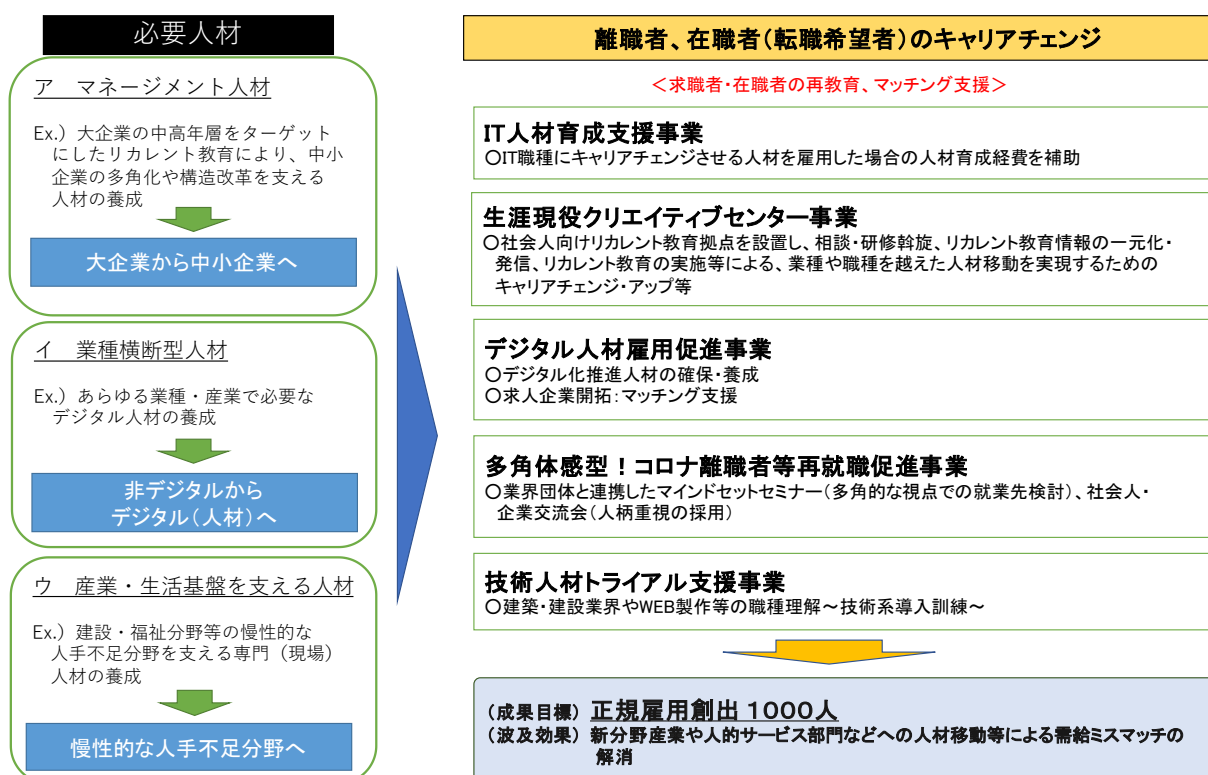 必要人材
ア　マネージメント人材
Ex.）大企業の中高年層をターゲット
にしたリカレント教育により、中小
企業の多角化や構造改革を支える
人材の養成
大企業から中小企業へ
イ　業種横断型人材
Ex.）あらゆる業種・産業で必要な
デジタル人材の養成
非デジタルから
デジタル（人材）へ
ウ　産業・生活基盤を支える人材
Ex.）建設・福祉分野等の慢性的な
人手不足分野を支える専門（現場）
人材の養成
慢性的な人手不足分野へ
離職者、在職者（転職希望者）のキャリアチェンジ
＜求職者・在職者の再教育、マッチング支援＞
IT人材育成支援事業
〇IT職種にキャリアチェンジさせる人材を雇用した場合の人材育成経費を補助
生涯現役クリエイティブセンター事業
〇社会人向けリカレント教育拠点を設置し、相談・研修斡旋、リカレント教育情報の一元化・
発信、リカレント教育の実施等による、業種や職種を越えた人材移動を実現するための
キャリアチェンジ・アップ等
デジタル人材雇用促進事業
〇デジタル化推進人材の確保・養成
〇求人企業開拓：マッチング支援
多角体感型！コロナ離職者等再就職促進事業
〇業界団体と連携したマインドセットセミナー（多角的な視点での就業先検討）、社会人・
企業交流会（人柄重視の採用）
技術人材トライアル支援事業
〇建築・建設業界やWEB製作等の職種理解～技術系導入訓練～
（成果目標）正規雇用創出 1000人
（波及効果）新分野産業や人的サービス部門などへの人材移動等による需給ミスマッチの
解消